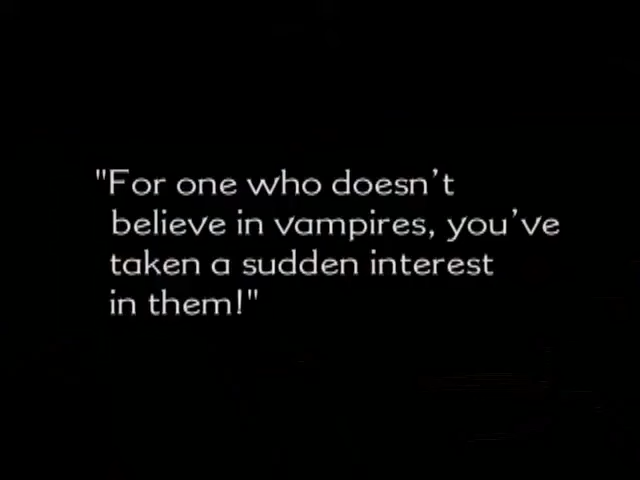 "For one who doesn't
believe in vampires, you've
taken a sudden interest
in them!"